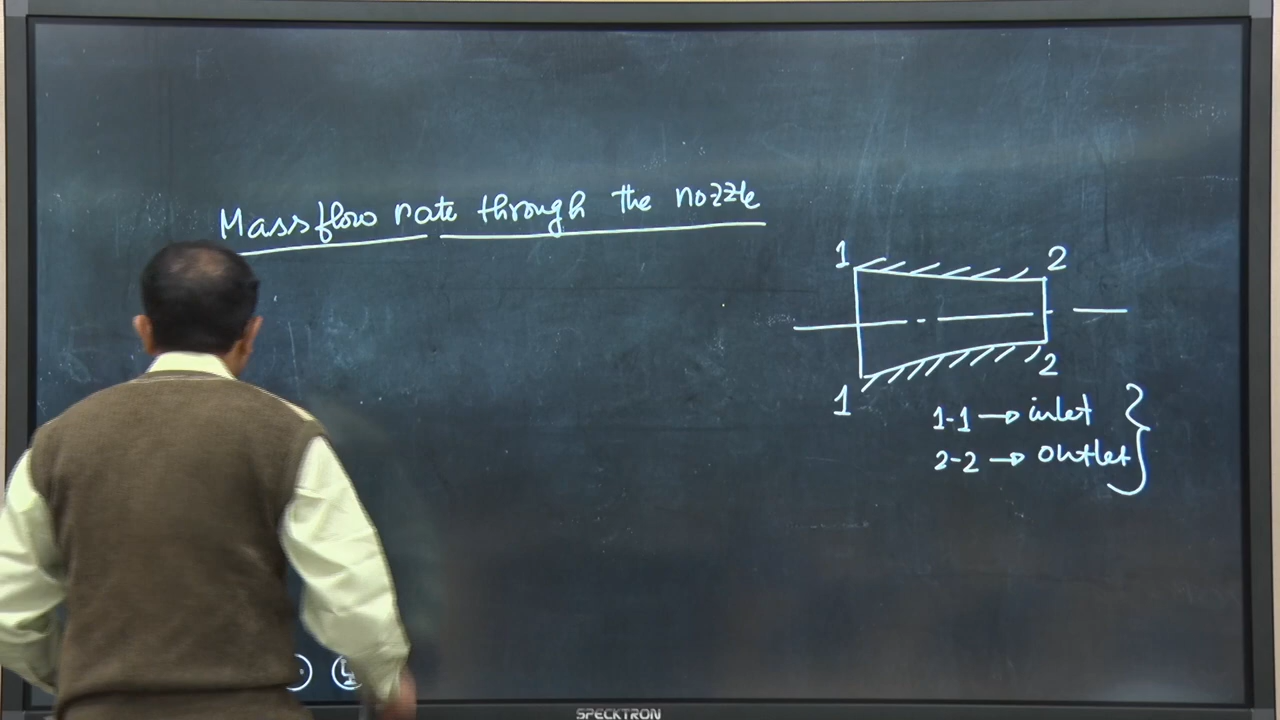 Mass flow rate through the nozzle
1 2
2
1
1-1 → inlet
2-2 → outlet
SPECKTRON